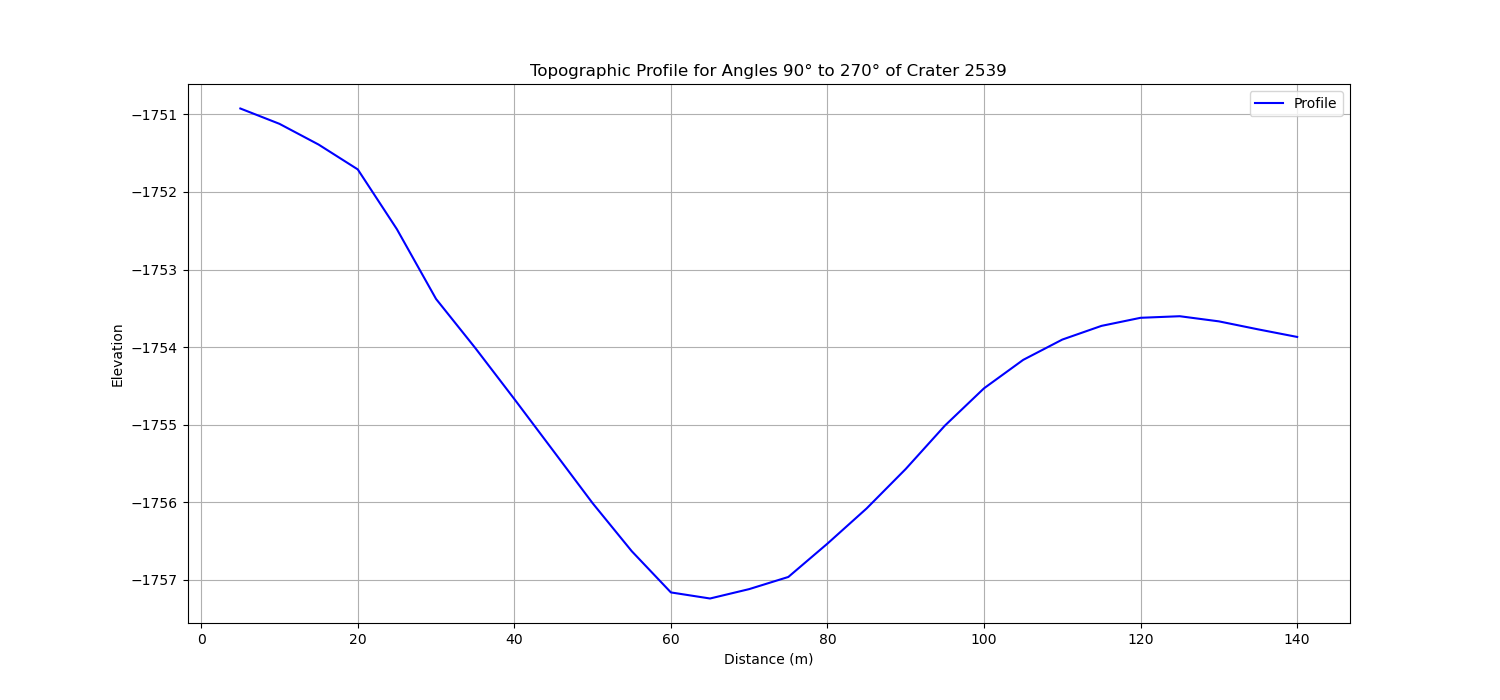 Topographic Profile for Angles 90° to 270° of Crater 2539
Profile
−1751
−1752
−1753
−1754
−1755
−1756
−1757
Elevation
0 20 40 60 80 100 120 140
Distance (m)